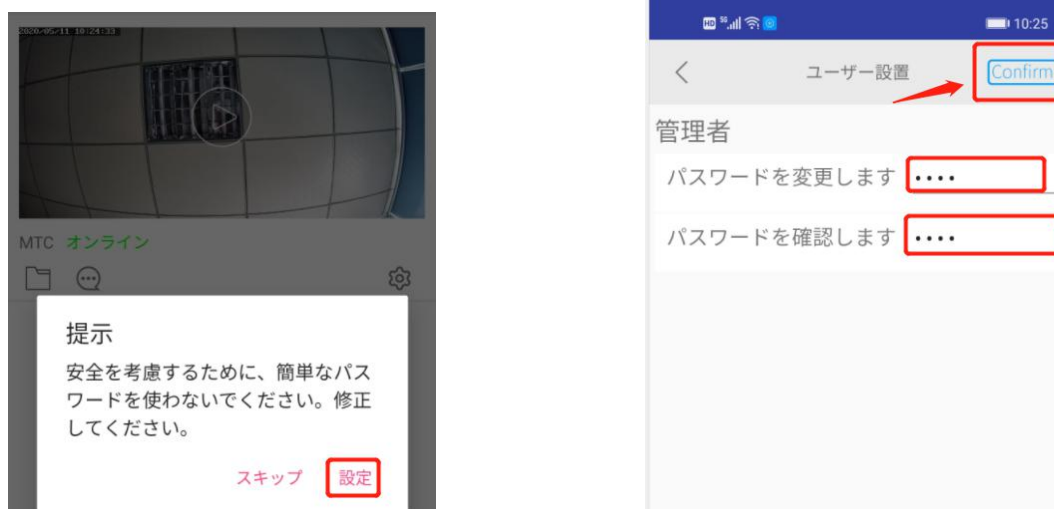 2020/05/11 10:24:33
MTC オンライン
提示
安全を考慮するために、簡単なパス
ワードを使わないでください。修正
してください。
スキップ 設定
HD 5G 10:25
ユーザー設置 Confirm
管理者
パスワードを変更します ••••
パスワードを確認します ••••